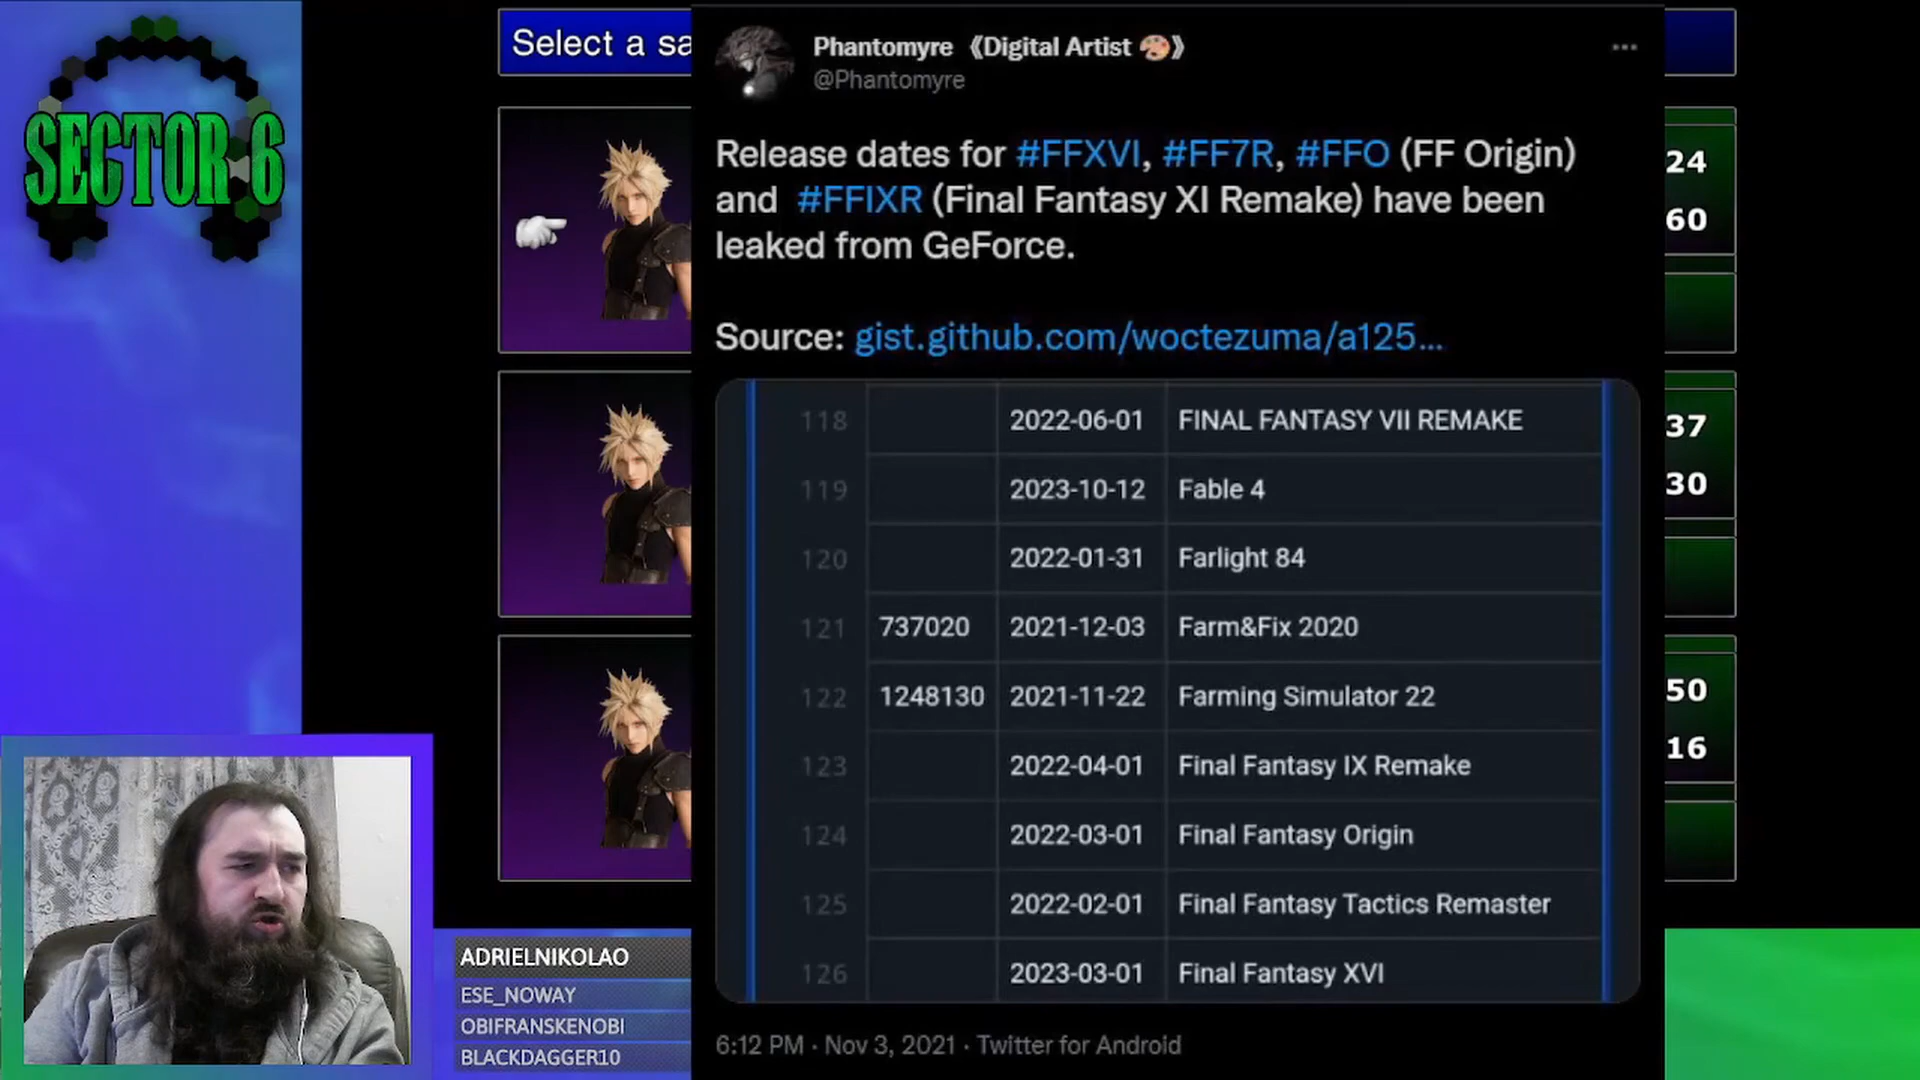 SECTOR 6
Select a sa
Phantomyre 《Digital Artist 🎨》
@Phantomyre
Release dates for #FFXVI, #FF7R, #FFO (FF Origin)
and #FFIXR (Final Fantasy XI Remake) have been
leaked from GeForce.
Source: gist.github.com/woctezuma/a125...
118 2022-06-01 FINAL FANTASY VII REMAKE
119 2023-10-12 Fable 4
120 2022-01-31 Farlight 84
121 737020 2021-12-03 Farm&Fix 2020
122 1248130 2021-11-22 Farming Simulator 22
123 2022-04-01 Final Fantasy IX Remake
124 2022-03-01 Final Fantasy Origin
125 2022-02-01 Final Fantasy Tactics Remaster
126 2023-03-01 Final Fantasy XVI
6:12 PM · Nov 3, 2021 · Twitter for Android
24
60
37
30
50
16
ADRIELNIKOLAO
ESE_NOWAY
OBIFRANSKENOBI
BLACKDAGGER10